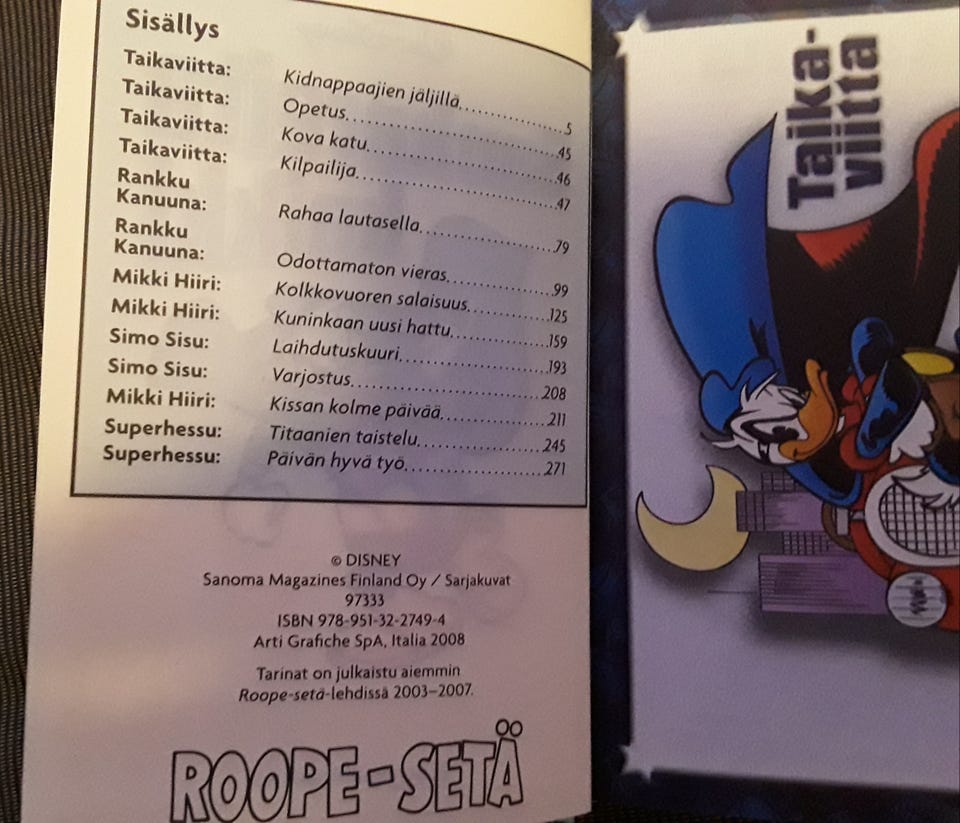 Sisällys
Taikaviitta: Kidnappaajien jäljillä..................5
Taikaviitta: Opetus..................45
Taikaviitta: Kova katu..................46
Taikaviitta: Kilpailija..................47
Rankku
Kanuuna: Rahaa lautasella..................79
Rankku
Kanuuna: Odottamaton vieras..................99
Mikki Hiiri: Kolkkovuoren salaisuus..................125
Mikki Hiiri: Kuninkaan uusi hattu..................159
Simo Sisu: Laihdutuskuuri..................193
Simo Sisu: Varjostus..................208
Mikki Hiiri: Kissan kolme päivää..................211
Superhessu: Titaanien taistelu..................245
Superhessu: Päivän hyvä työ..................271
© DISNEY
Sanoma Magazines Finland Oy / Sarjakuvat
97333
ISBN 978-951-32-2749-4
Arti Grafiche SpA, Italia 2008
Tarinat on julkaistu aiemmin
Roope-setä-lehdissä 2003–2007.
ROOPE-SETÄ
Taika-
viitta